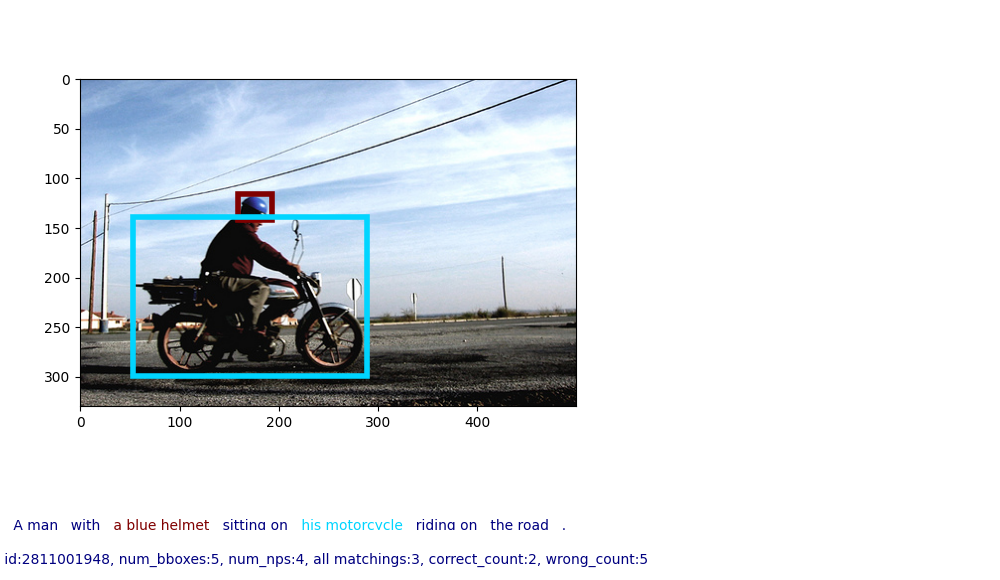 0
50
100
150
200
250
300
0 100 200 300 400
A man with a blue helmet sitting on his motorcycle riding on the road .
id:2811001948, num_bboxes:5, num_nps:4, all matchings:3, correct_count:2, wrong_count:5